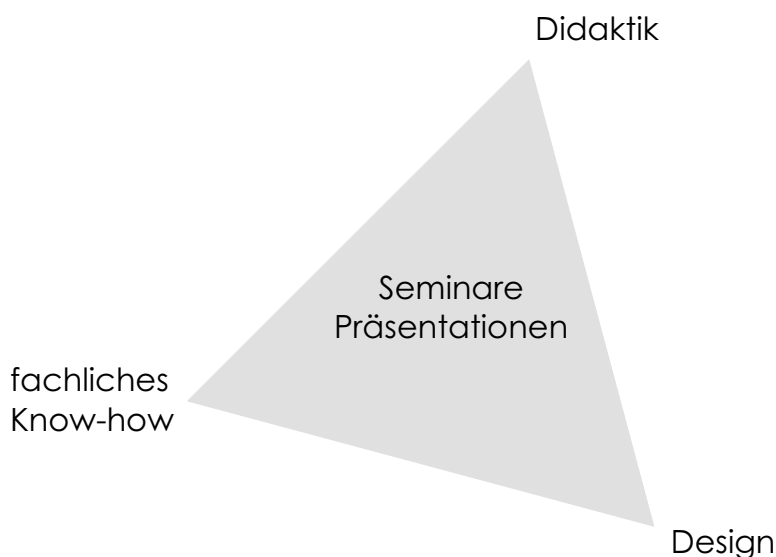 Didaktik
Seminare
Präsentationen
fachliches
Know-how
Design